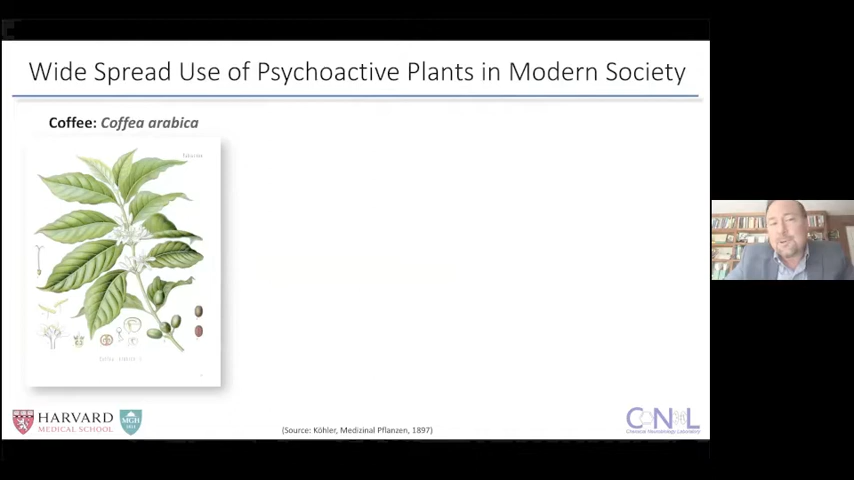 Wide Spread Use of Psychoactive Plants in Modern Society
Coffee: Coffea arabica
HARVARD
MEDICAL SCHOOL
MGH
1811
(Source: Köhler, Medizinal Pflanzen, 1897)
CNL
Chemical Neurobiology Laboratory